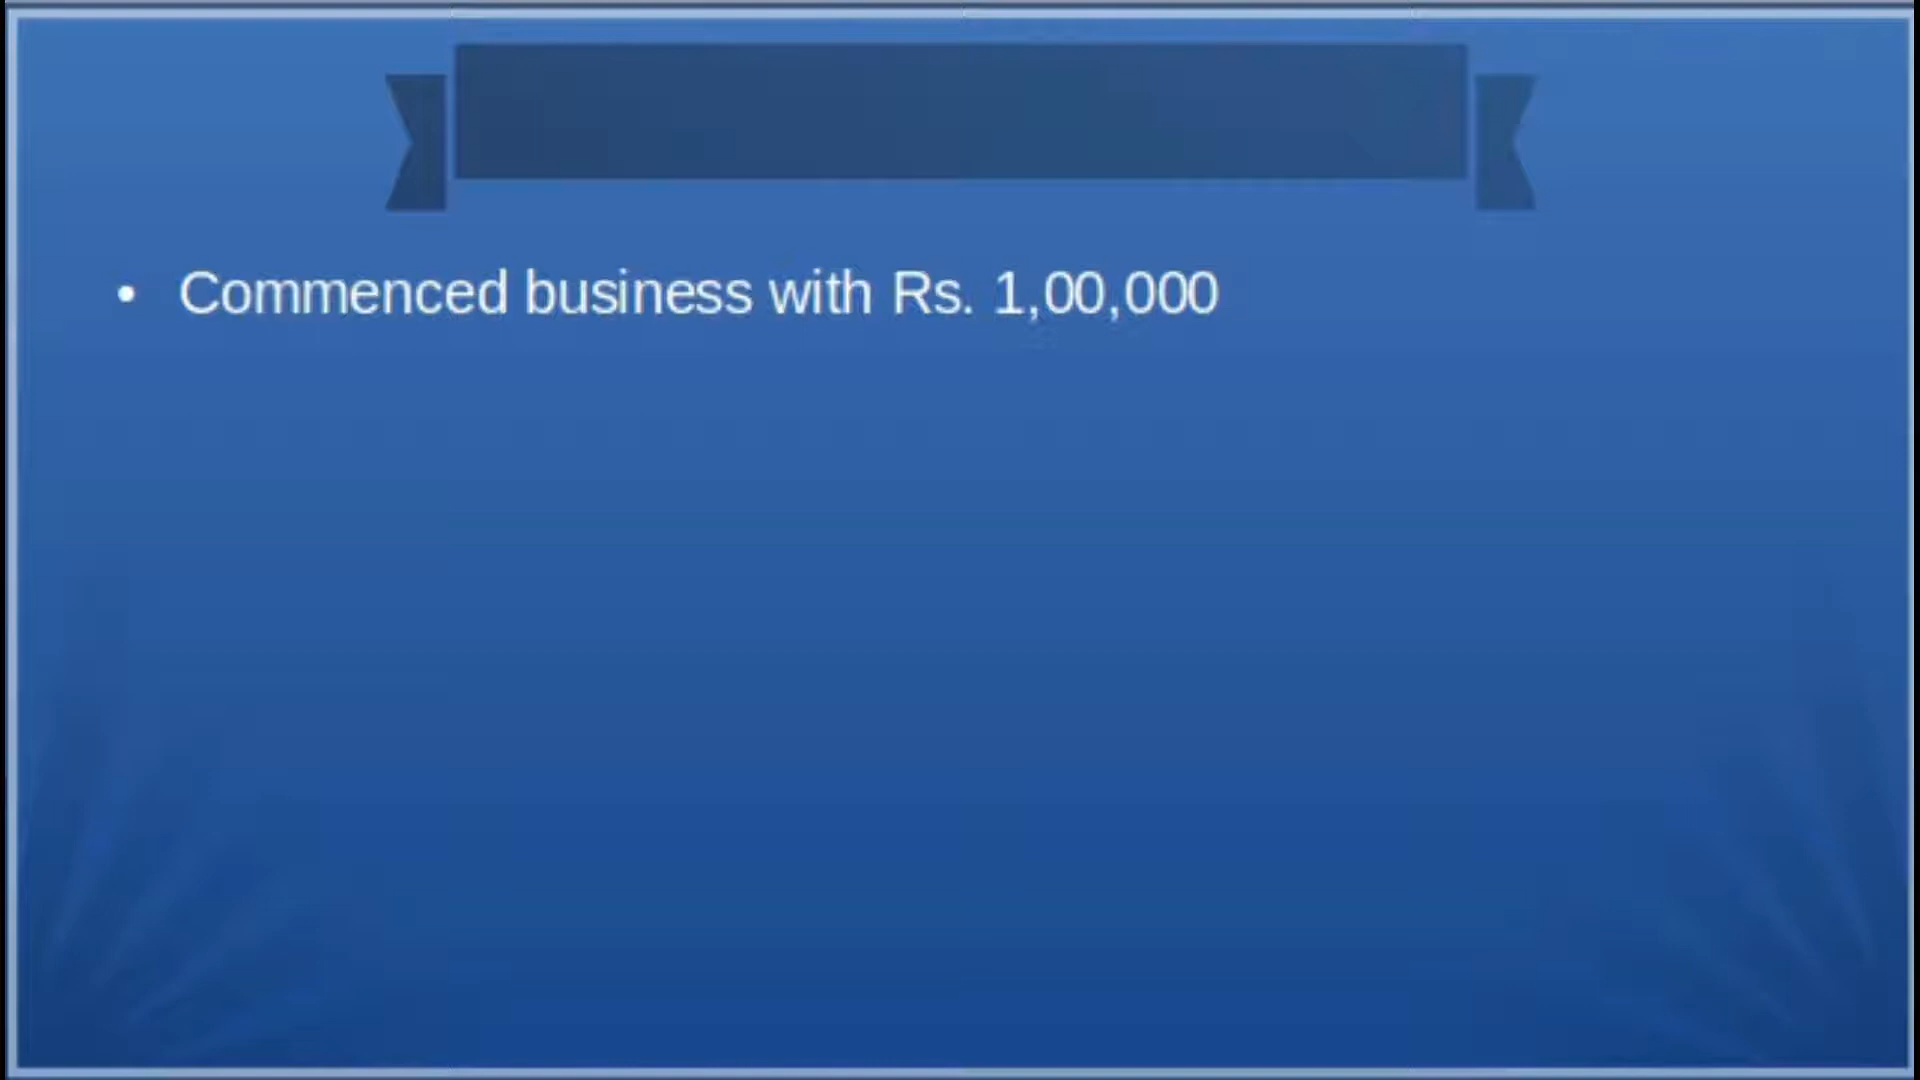 • Commenced business with Rs. 1,00,000